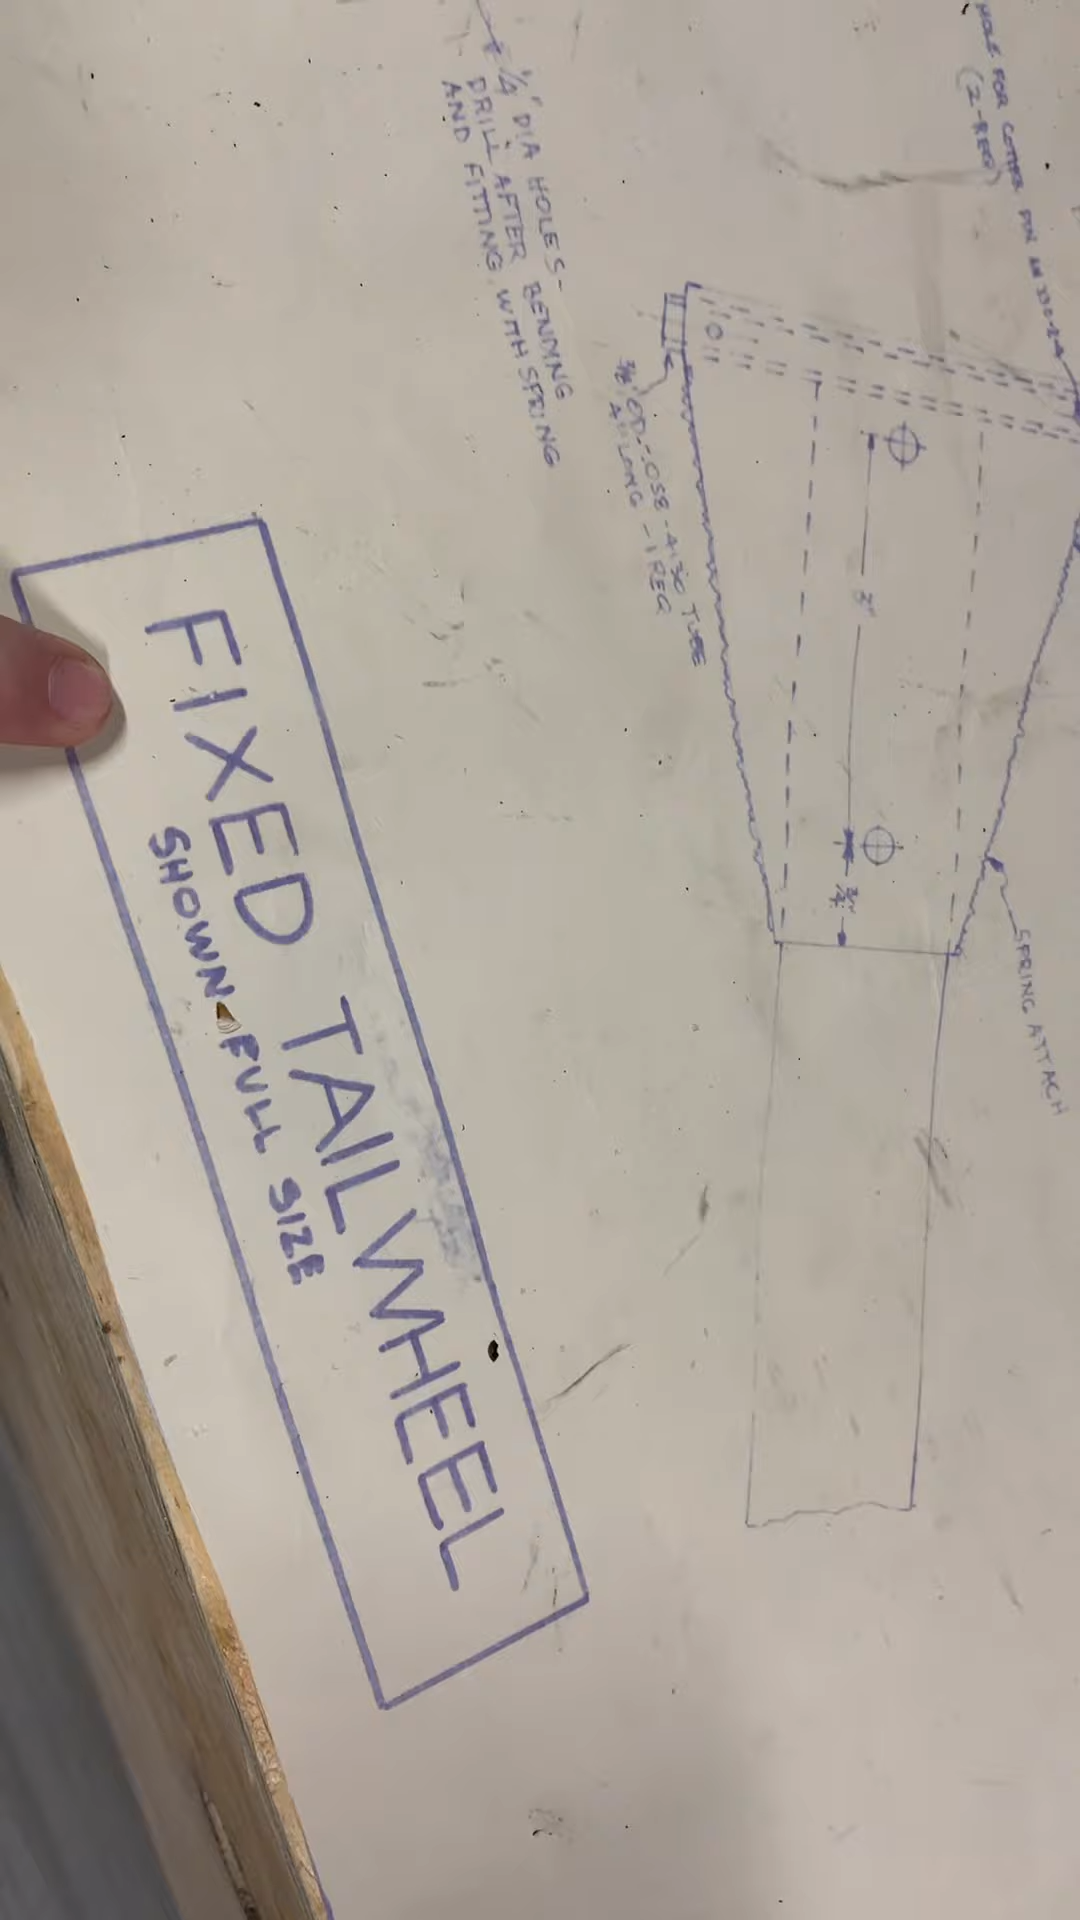 HOLE FOR COTTER PIN
(2-REQ)
¼" DIA HOLES-
DRILL AFTER BENDING
AND FITTING WITH SPRING
OD-.058-4130 TUBE
LONG - 1 REQ
3"
¾"
SPRING ATTACH
FIXED TAILWHEEL
SHOWN FULL SIZE